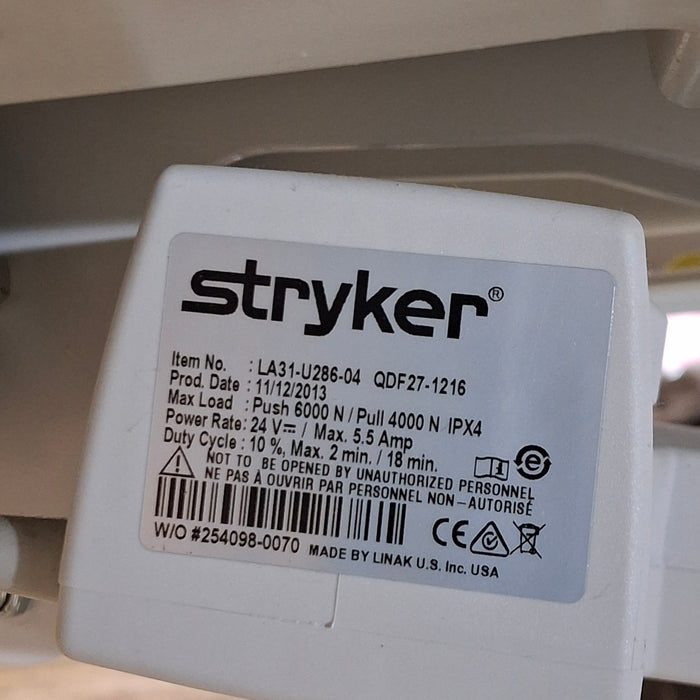 stryker®
Item No. : LA31-U286-04 QDF27-1216
Prod. Date : 11/12/2013
Max Load : Push 6000 N / Pull 4000 N IPX4
Power Rate: 24 V⎓ / Max. 5.5 Amp
Duty Cycle : 10 %, Max. 2 min. / 18 min.
NOT TO BE OPENED BY UNAUTHORIZED PERSONNEL
NE PAS À OUVRIR PAR PERSONNEL NON-AUTORISÉ
W/O #254098-0070 MADE BY LINAK U.S. Inc. USA